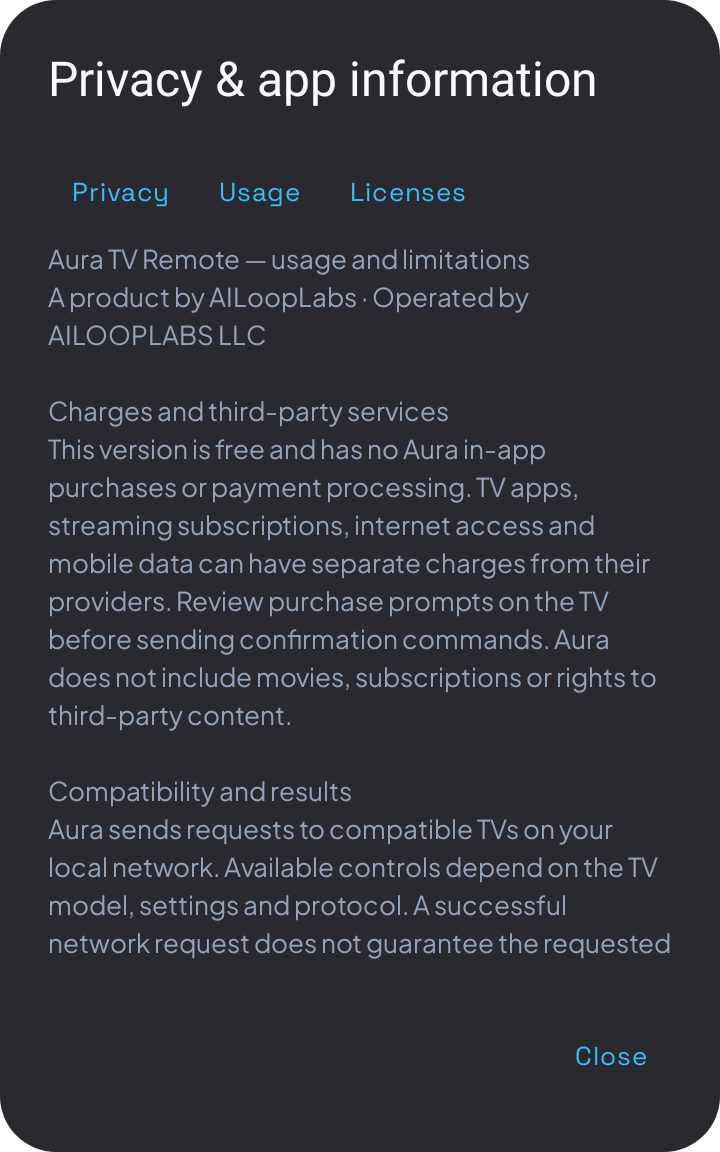 Privacy & app information
Privacy Usage Licenses
Aura TV Remote — usage and limitations
A product by AILoopLabs · Operated by
AILOOPLABS LLC
Charges and third-party services
This version is free and has no Aura in-app
purchases or payment processing. TV apps,
streaming subscriptions, internet access and
mobile data can have separate charges from their
providers. Review purchase prompts on the TV
before sending confirmation commands. Aura
does not include movies, subscriptions or rights to
third-party content.
Compatibility and results
Aura sends requests to compatible TVs on your
local network. Available controls depend on the TV
model, settings and protocol. A successful
network request does not guarantee the requested
Close